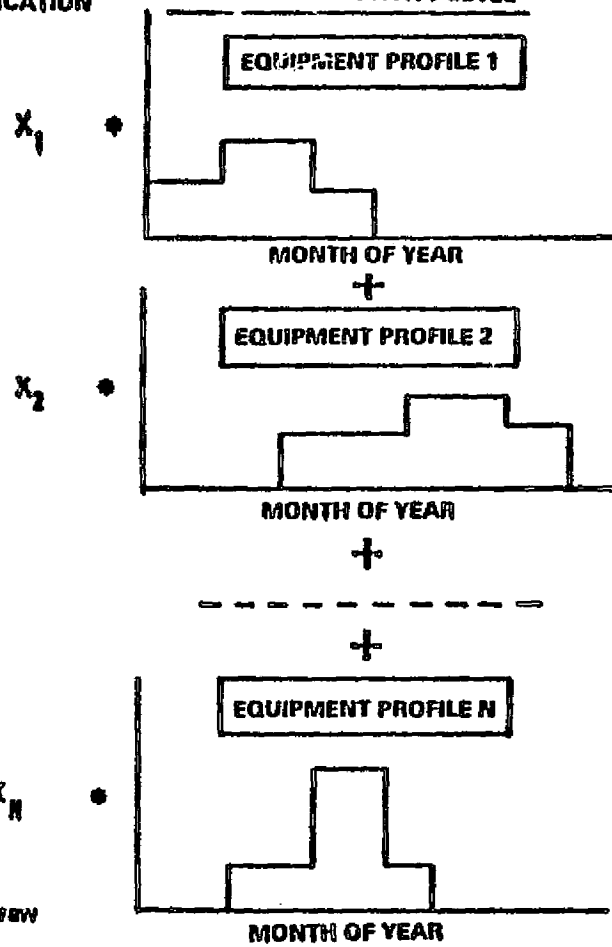 EQUIPMENT PROFILE 1
X₁ *
MONTH OF YEAR
+
EQUIPMENT PROFILE 2
X₂ *
MONTH OF YEAR
+
+
EQUIPMENT PROFILE N
N *
MONTH OF YEAR